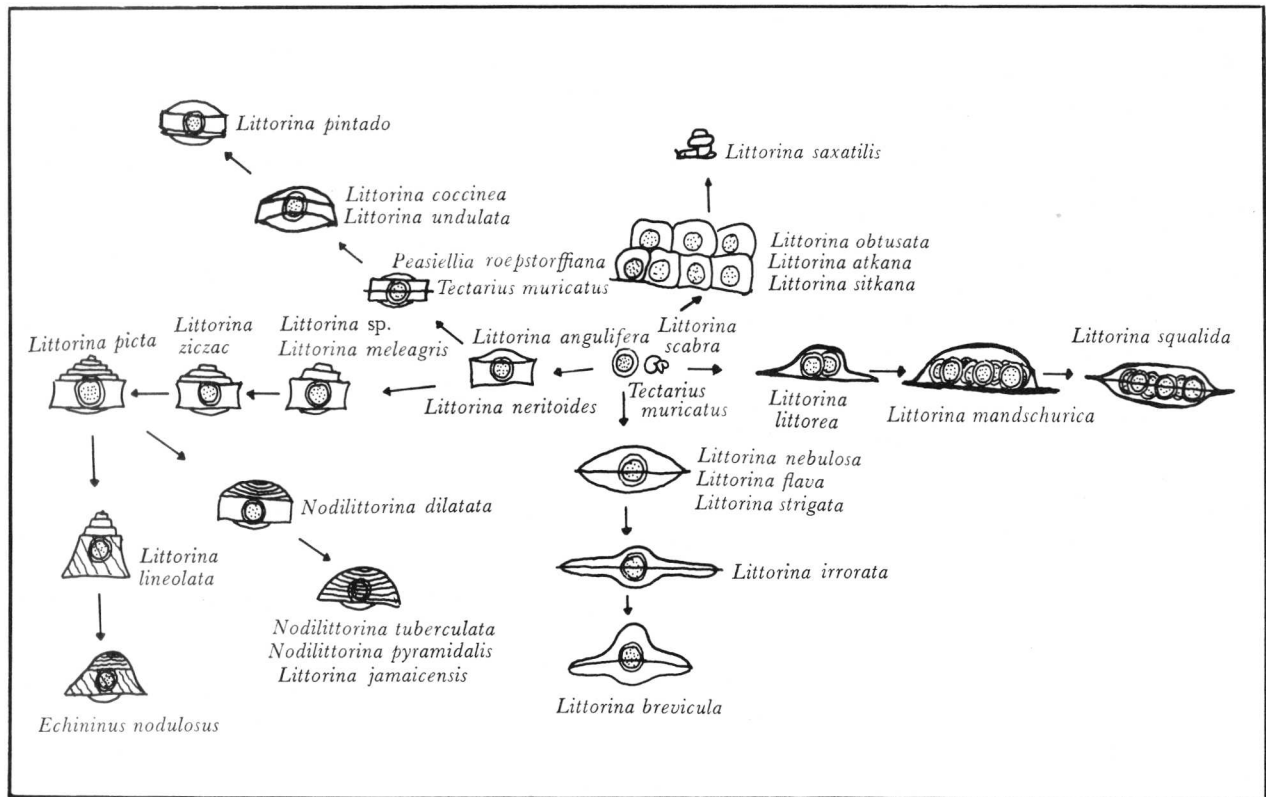 Littorina pintado
Littorina saxatilis
Littorina coccinea
Littorina undulata
Littorina obtusata
Littorina atkana
Littorina sitkana
Peasiellia roepstorffiana
Tectarius muricatus
Littorina picta
Littorina
ziczac
Littorina sp.
Littorina meleagris
Littorina angulifera
Littorina
scabra
Littorina neritoides
Tectarius
muricatus
Littorina
littorea
Littorina mandschurica
Littorina squalida
Littorina nebulosa
Littorina flava
Littorina strigata
Nodilittorina dilatata
Littorina
lineolata
Littorina irrorata
Nodilittorina tuberculata
Nodilittorina pyramidalis
Littorina jamaicensis
Littorina brevicula
Echininus nodulosus